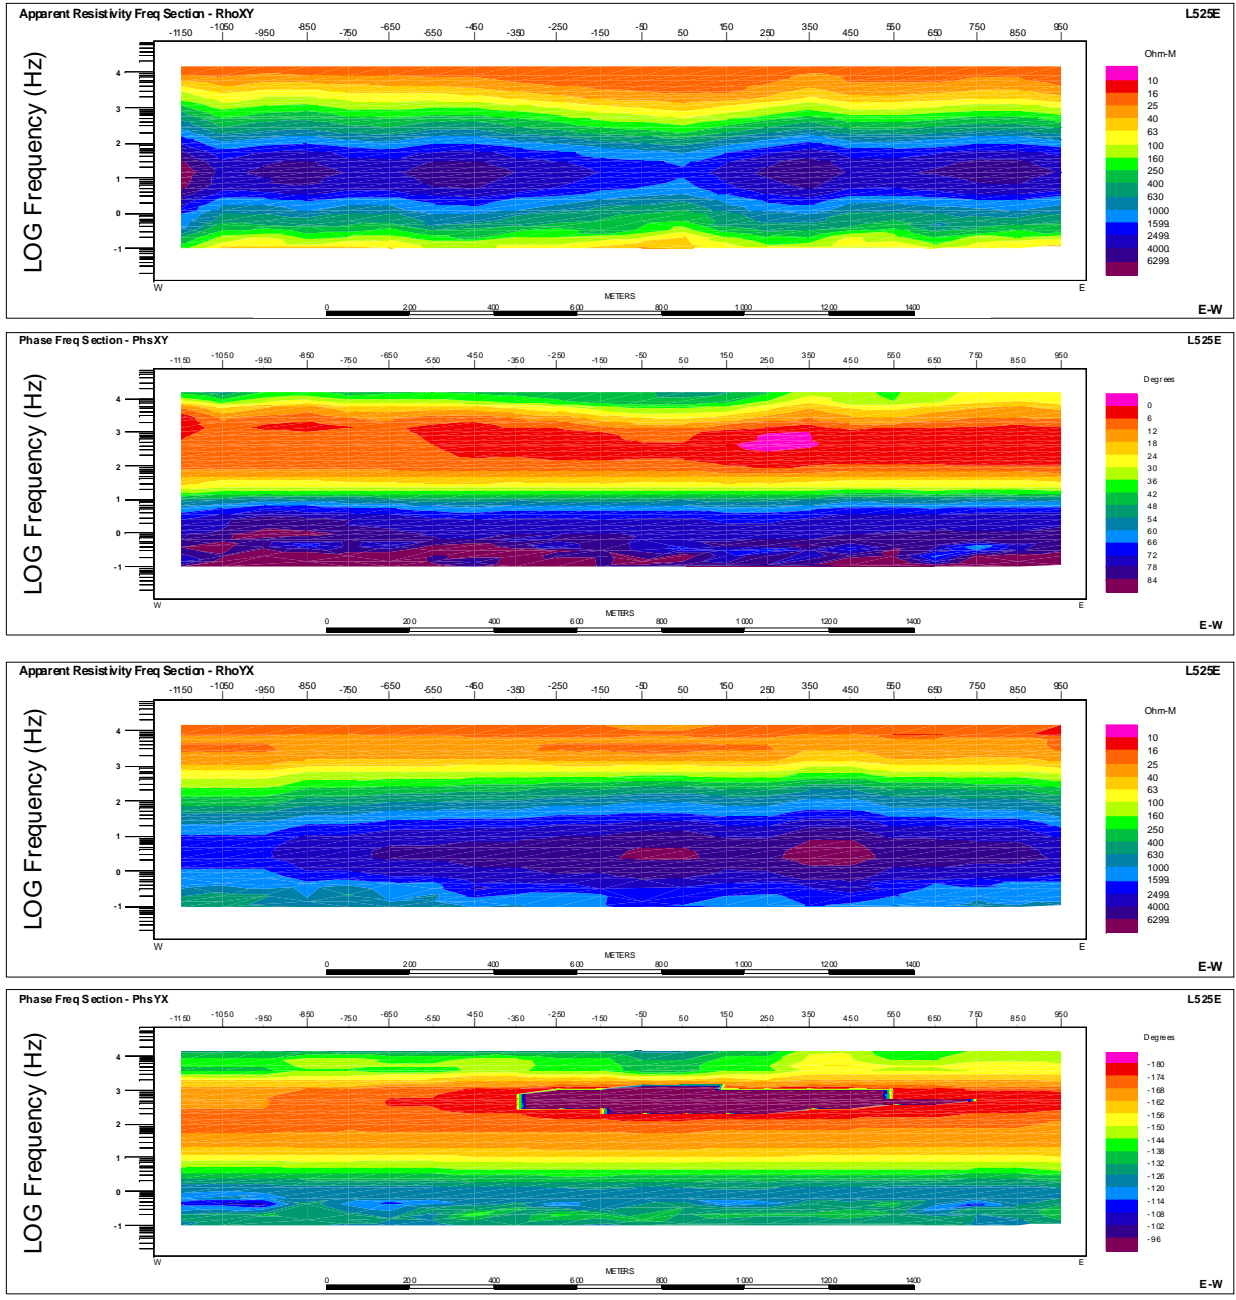 Apparent Resistivity Freq Section - RhoXY L525E
-1150 -1050 -950 -850 -750 -650 -550 -450 -350 -250 -150 -50 50 150 250 350 450 550 650 750 850 950
Ohm-M
LOG Frequency (Hz)
4
3
2
1
0
-1
10
16
25
40
63
100
160
250
400
630
1000
1599
2499
4000
6299
W E
METERS
0 200 400 600 800 1000 1200 1400
E-W
Phase Freq Section - PhsXY L525E
-1150 -1050 -950 -850 -750 -650 -550 -450 -350 -250 -150 -50 50 150 250 350 450 550 650 750 850 950
Degrees
LOG Frequency (Hz)
4
3
2
1
0
-1
0
6
12
18
24
30
36
42
48
54
60
66
72
78
84
W E
METERS
0 200 400 600 800 1000 1200 1400
E-W
Apparent Resistivity Freq Section - RhoYX L525E
-1150 -1050 -950 -850 -750 -650 -550 -450 -350 -250 -150 -50 50 150 250 350 450 550 650 750 850 950
Ohm-M
LOG Frequency (Hz)
4
3
2
1
0
-1
10
16
25
40
63
100
160
250
400
630
1000
1599
2499
4000
6299
W E
METERS
0 200 400 600 800 1000 1200 1400
E-W
Phase Freq Section - PhsYX L525E
-1150 -1050 -950 -850 -750 -650 -550 -450 -350 -250 -150 -50 50 150 250 350 450 550 650 750 850 950
Degrees
LOG Frequency (Hz)
4
3
2
1
0
-1
-180
-174
-168
-162
-156
-150
-144
-138
-132
-126
-120
-114
-108
-102
-96
W E
METERS
0 200 400 600 800 1000 1200 1400
E-W